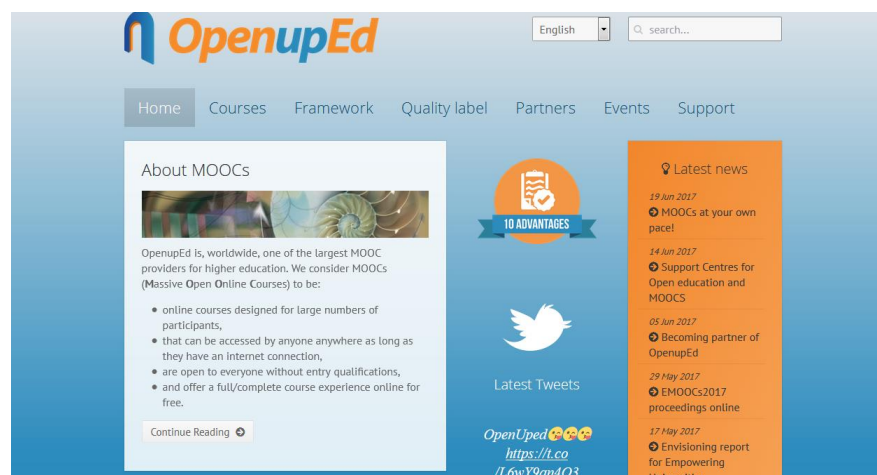 OpenupEd
English
search...
Home Courses Framework Quality label Partners Events Support
About MOOCs
OpenupEd is, worldwide, one of the largest MOOC
providers for higher education. We consider MOOCs
(Massive Open Online Courses) to be:
• online courses designed for large numbers of
participants,
• that can be accessed by anyone anywhere as long as
they have an internet connection,
• are open to everyone without entry qualifications,
• and offer a full/complete course experience online for
free.
Continue Reading
10 ADVANTAGES
Latest Tweets
OpenUped😘😘😘
https://t.co
Latest news
19 Jun 2017
MOOCs at your own
pace!
14 Jun 2017
Support Centres for
Open education and
MOOCS
05 Jun 2017
Becoming partner of
OpenupEd
29 May 2017
EMOOCs2017
proceedings online
17 May 2017
Envisioning report
for Empowering